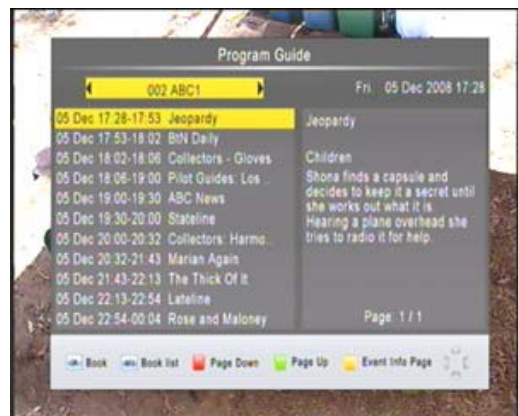 Program Guide
002 ABC1
Fri 05 Dec 2008 17:28
05 Dec 17:28-17:53 Jeopardy
05 Dec 17:53-18:02 BtN Daily
05 Dec 18:02-18:06 Collectors - Gloves
05 Dec 18:06-19:00 Pilot Guides: Los ..
05 Dec 19:00-19:30 ABC News
05 Dec 19:30-20:00 Stateline
05 Dec 20:00-20:32 Collectors: Harmo..
05 Dec 20:32-21:43 Marian Again
05 Dec 21:43-22:13 The Thick Of It
05 Dec 22:13-22:54 Lateline
05 Dec 22:54-00:04 Rose and Maloney
Jeopardy
Children
Shona finds a capsule and
decides to keep it a secret until
she works out what it is.
Hearing a plane overhead she
tries to radio it for help.
Page: 1 / 1
Book
Book list
Page Down
Page Up
Event Info Page